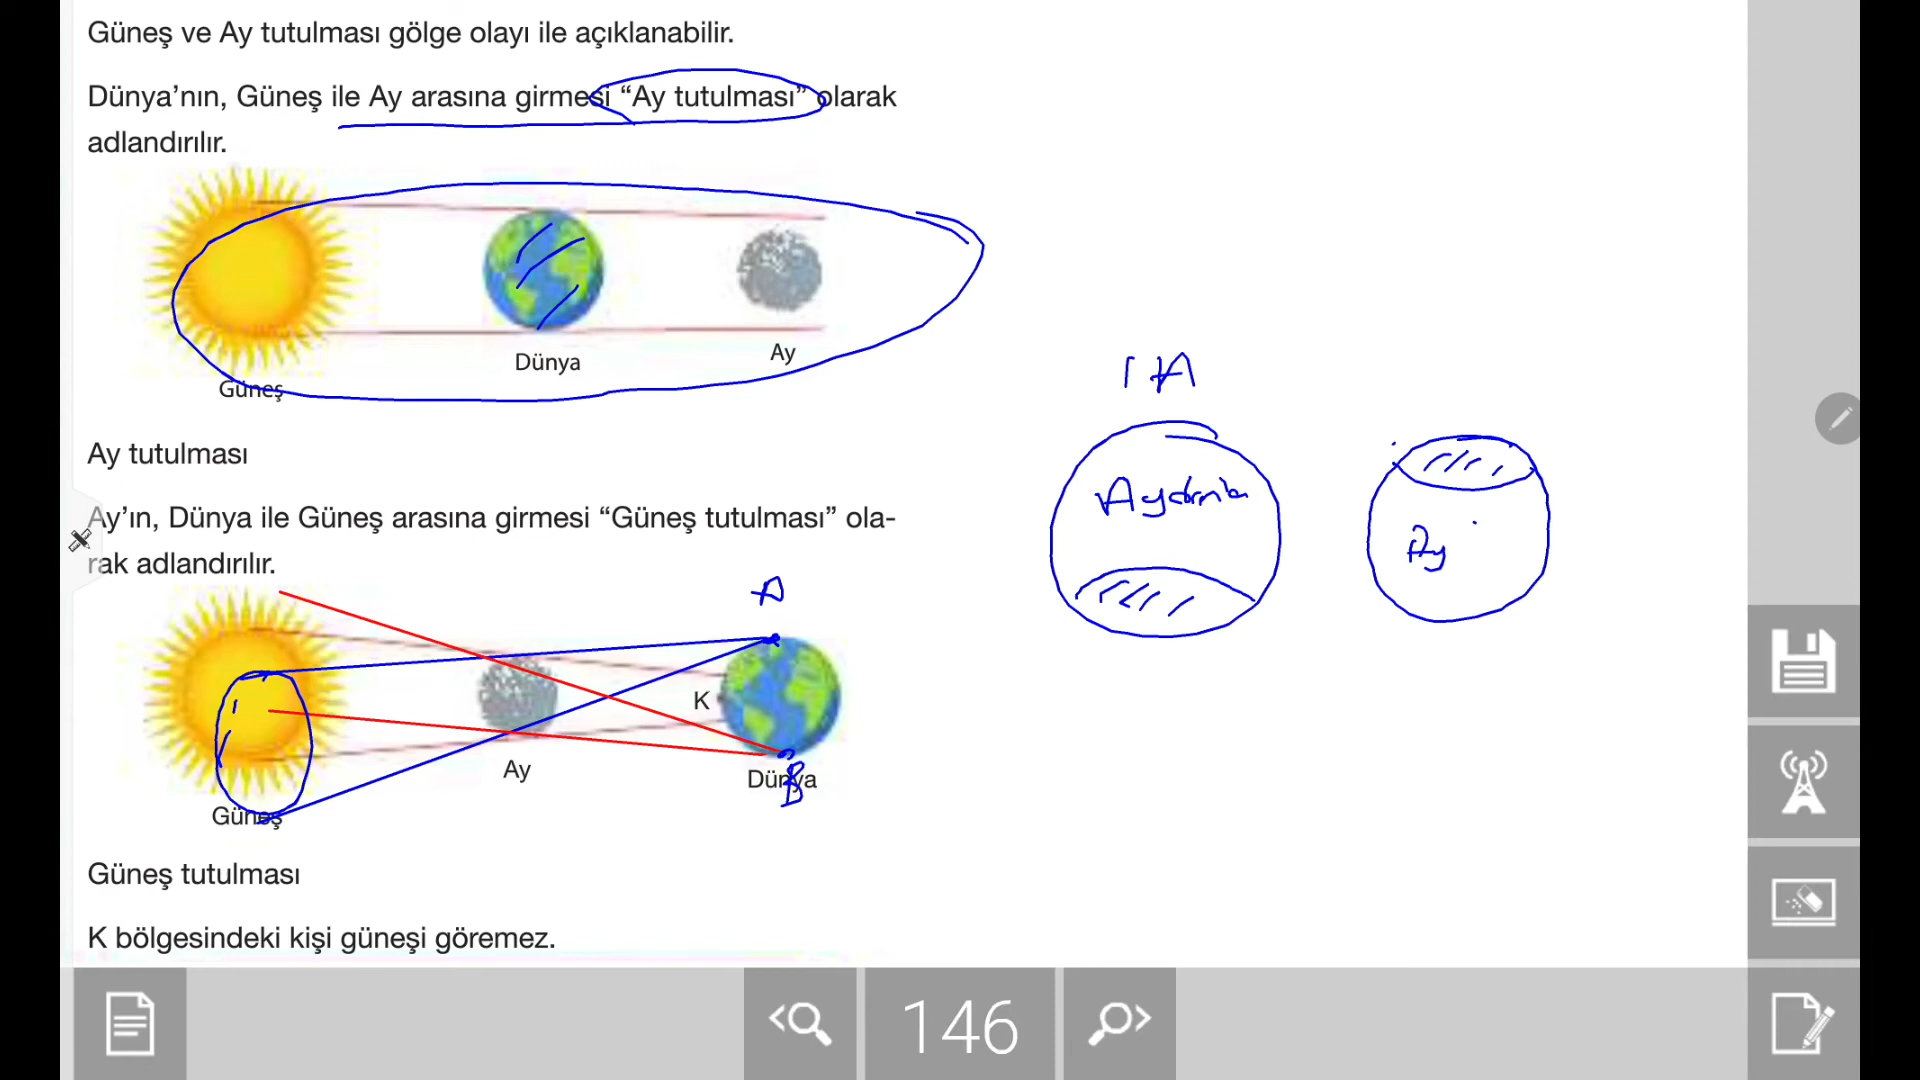 Güneş ve Ay tutulması gölge olayı ile açıklanabilir.
Dünya’nın, Güneş ile Ay arasına girmesi “Ay tutulması” olarak
adlandırılır.
Dünya
Ay
Güneş
Ay tutulması
Ay’ın, Dünya ile Güneş arasına girmesi “Güneş tutulması” ola-
rak adlandırılır.
A
K
Ay
Dünya
B
Güneş
Güneş tutulması
K bölgesindeki kişi güneşi göremez.
A
Ay
146